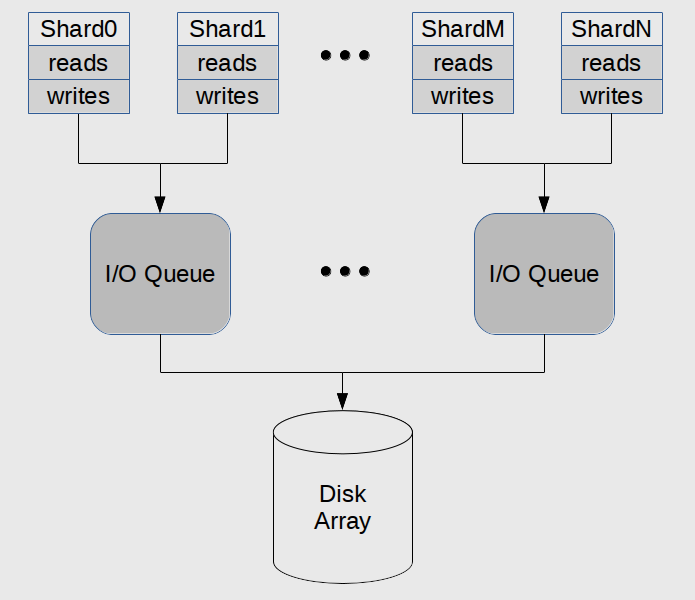 Shard0
reads
writes
Shard1
reads
writes
ShardM
reads
writes
ShardN
reads
writes
I/O Queue
I/O Queue
Disk
Array